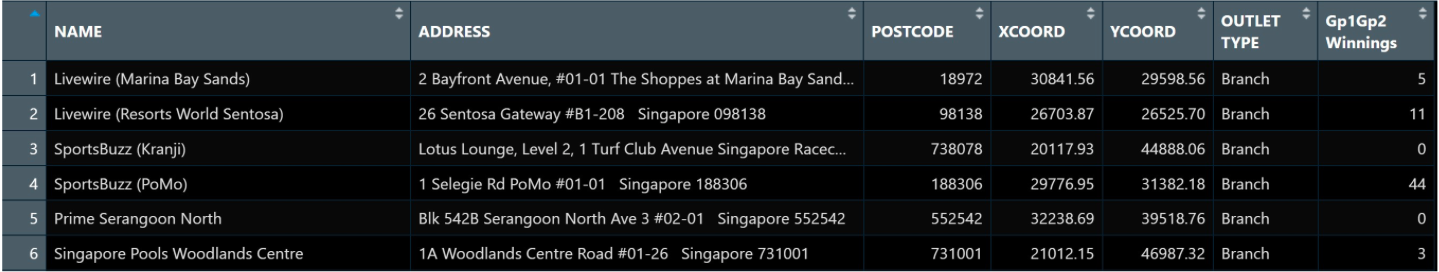 NAME ADDRESS POSTCODE XCOORD YCOORD OUTLET TYPE Gp1Gp2 Winnings
1 Livewire (Marina Bay Sands) 2 Bayfront Avenue, #01-01 The Shoppes at Marina Bay Sand... 18972 30841.56 29598.56 Branch 5
2 Livewire (Resorts World Sentosa) 26 Sentosa Gateway #B1-208 Singapore 098138 98138 26703.87 26525.70 Branch 11
3 SportsBuzz (Kranji) Lotus Lounge, Level 2, 1 Turf Club Avenue Singapore Racec... 738078 20117.93 44888.06 Branch 0
4 SportsBuzz (PoMo) 1 Selegie Rd PoMo #01-01 Singapore 188306 188306 29776.95 31382.18 Branch 44
5 Prime Serangoon North Blk 542B Serangoon North Ave 3 #02-01 Singapore 552542 552542 32238.69 39518.76 Branch 0
6 Singapore Pools Woodlands Centre 1A Woodlands Centre Road #01-26 Singapore 731001 731001 21012.15 46987.32 Branch 3